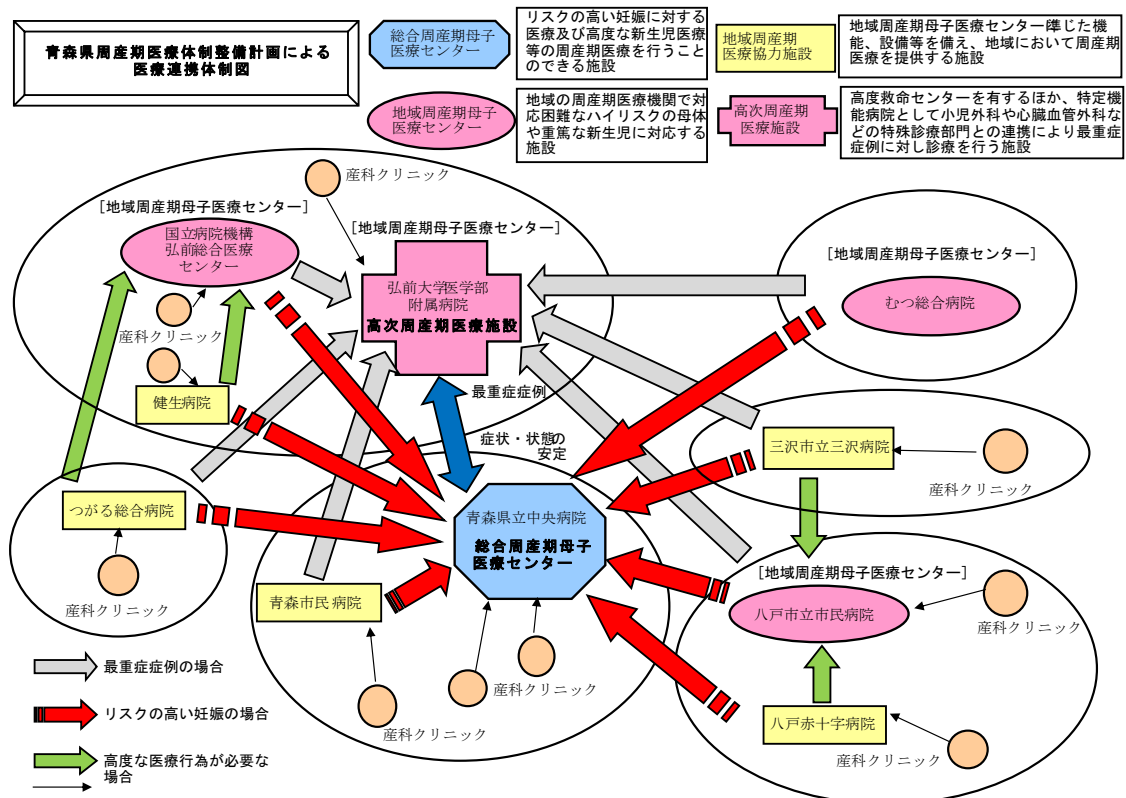 青森県周産期医療体制整備計画による
医療連携体制図
総合周産期母子
医療センター
リスクの高い妊娠に対する
医療及び高度な新生児医療
等の周産期医療を行うこと
のできる施設
地域周産期
医療協力施設
地域周産期母子医療センター準じた機
能、設備等を備え、地域において周産期
医療を提供する施設
地域周産期母子
医療センター
地域の周産期医療機関で対
応困難なハイリスクの母体
や重篤な新生児に対応する
施設
高次周産期
医療施設
高度救命センターを有するほか、特定機
能病院として小児外科や心臓血管外科な
どの特殊診療部門との連携により最重症
症例に対し診療を行う施設
産科クリニック
[地域周産期母子医療センター]
国立病院機構
弘前総合医療
センター
産科クリニック
健生病院
[地域周産期母子医療センター]
弘前大学医学部
附属病院
高次周産期医療施設
[地域周産期母子医療センター]
むつ総合病院
最重症症例
症状・状態の
安定
三沢市立三沢病院
産科クリニック
つがる総合病院
産科クリニック
青森県立中央病院
総合周産期母子
医療センター
青森市民病院
産科クリニック
産科クリニック
[地域周産期母子医療センター]
八戸市立市民病院
産科クリニック
八戸赤十字病院
産科クリニック
最重症症例の場合
リスクの高い妊娠の場合
高度な医療行為が必要な
場合